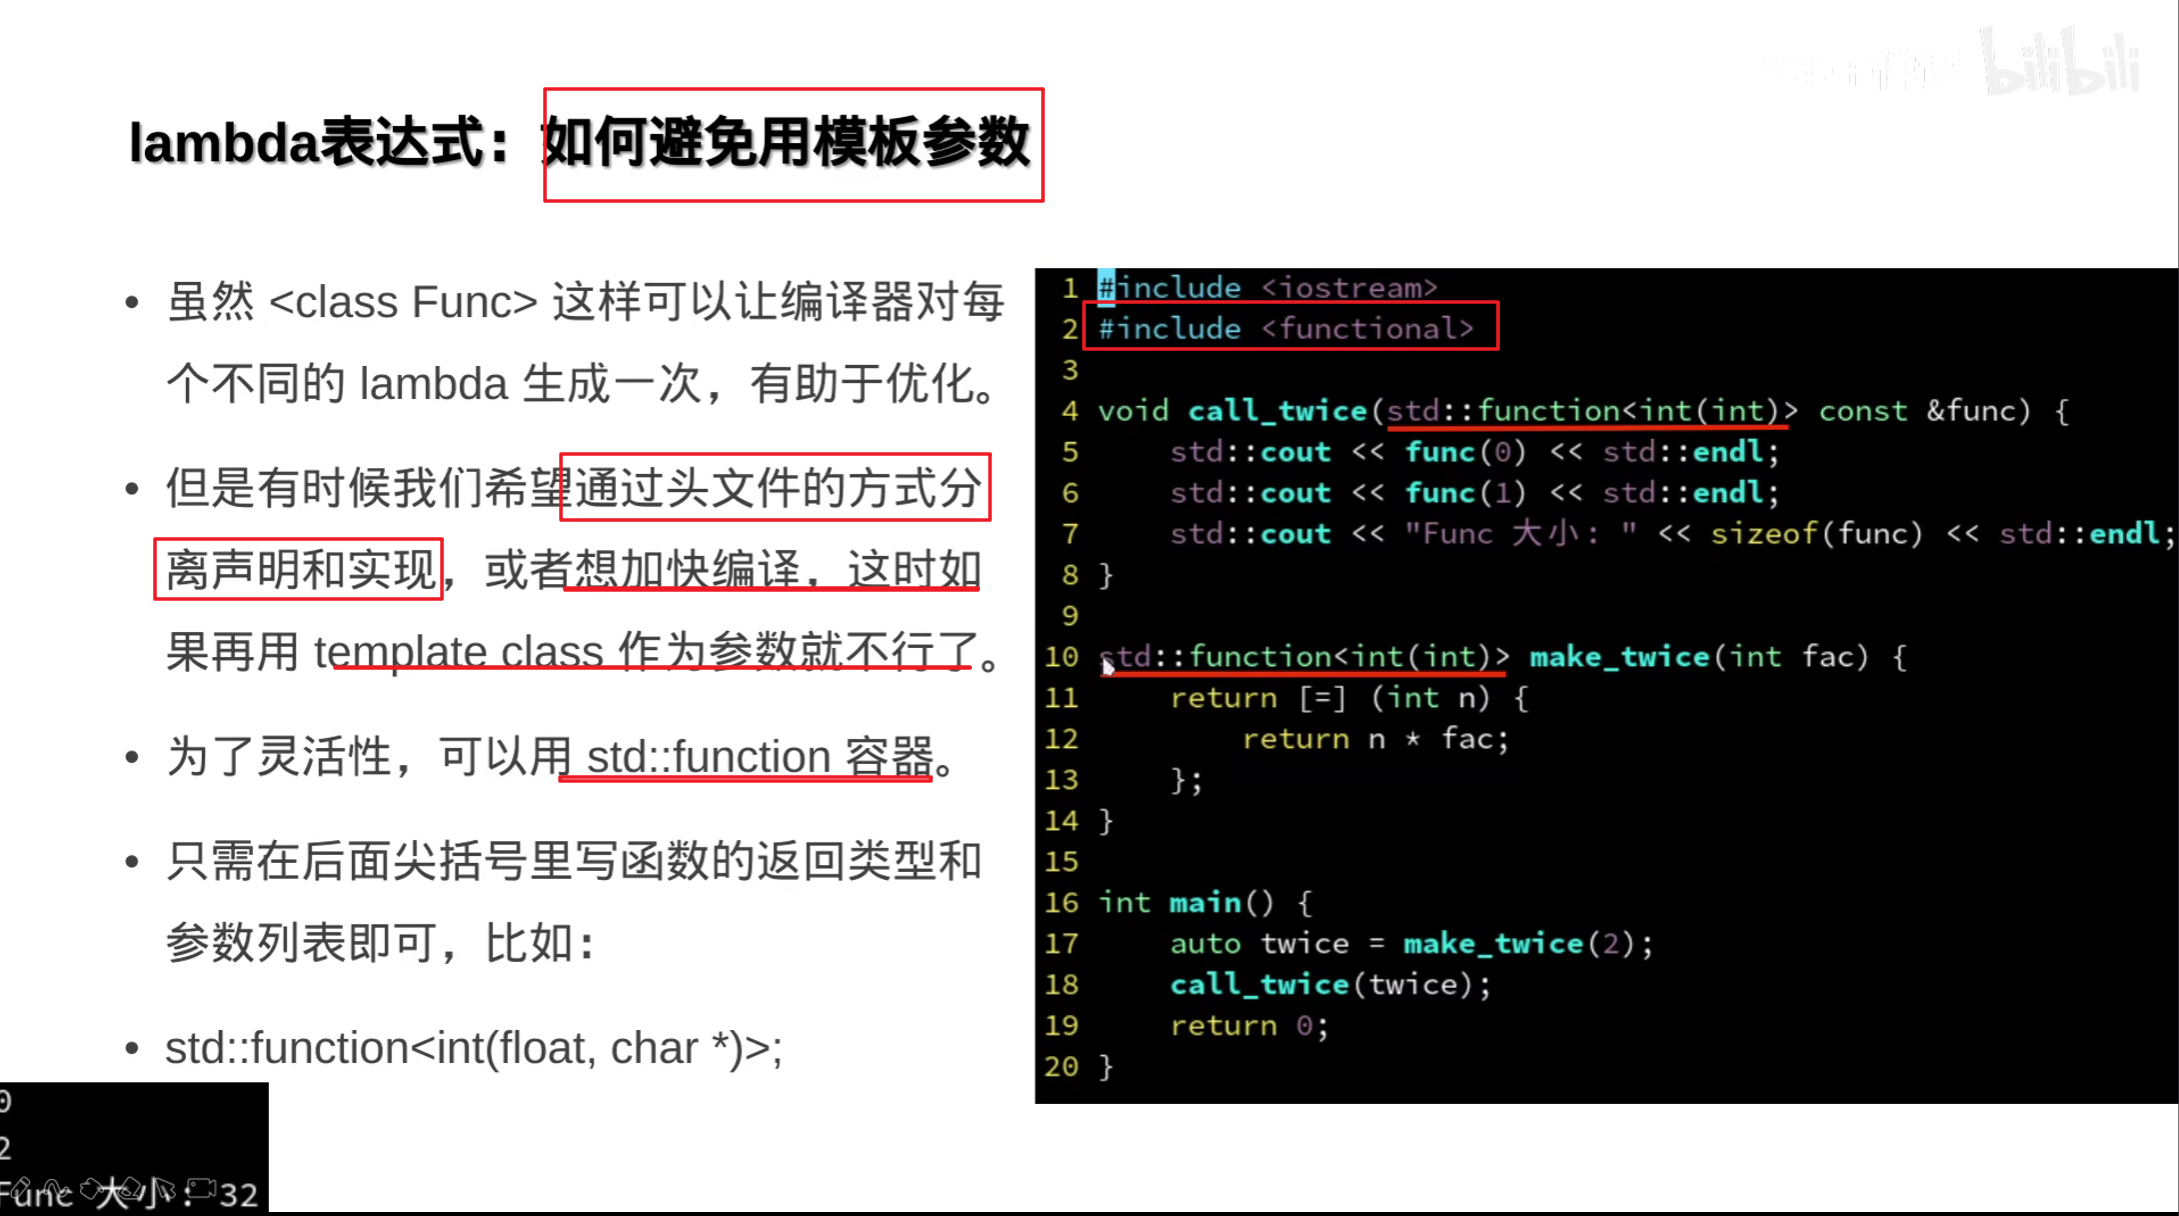 bilibili
lambda表达式：如何避免用模板参数
• 虽然 <class Func> 这样可以让编译器对每
个不同的 lambda 生成一次，有助于优化。
• 但是有时候我们希望通过头文件的方式分
离声明和实现，或者想加快编译，这时如
果再用 template class 作为参数就不行了。
• 为了灵活性，可以用 std::function 容器。
• 只需在后面尖括号里写函数的返回类型和
参数列表即可，比如：
• std::function<int(float, char *)>;
1 #include <iostream>
2 #include <functional>
3
4 void call_twice(std::function<int(int)> const &func) {
5     std::cout << func(0) << std::endl;
6     std::cout << func(1) << std::endl;
7     std::cout << "Func 大小: " << sizeof(func) << std::endl;
8 }
9
10 std::function<int(int)> make_twice(int fac) {
11     return [=] (int n) {
12         return n * fac;
13     };
14 }
15
16 int main() {
17     auto twice = make_twice(2);
18     call_twice(twice);
19     return 0;
20 }
0
2
Func 大小: 32